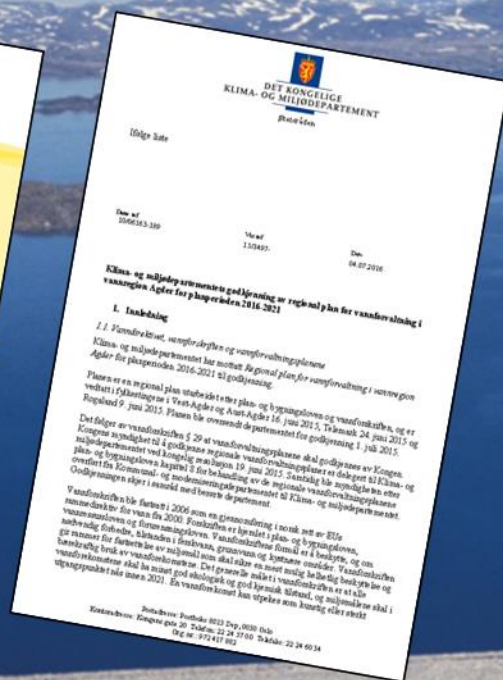 DET KONGELIGE
KLIMA- OG MILJØDEPARTEMENT
Statsråden
Ifølge liste
Deres ref
Vår ref
Dato
10/06163-189
13/3495-
04.07.2016
Klima- og miljødepartementets godkjenning av regional plan for vannforvaltning i
vannregion Agder for planperioden 2016-2021
1. Innledning
1.1. Vanndirektivet, vannforskriften og vannforvaltningsplanene
Klima- og miljødepartementet har mottatt Regional plan for vannforvaltning i vannregion
Agder for planperioden 2016-2021 til godkjenning.
Planen er en regional plan utarbeidet etter plan- og bygningsloven og vannforskriften, og er
vedtatt i fylkestingene i Vest-Agder og Aust-Agder 16. juni 2015, Telemark 24. juni 2015 og
Rogaland 9. juni 2015. Planen ble oversendt departementet for godkjenning 1. juli 2015.
Det følger av vannforskriften § 29 at vannforvaltningsplanene skal godkjennes av Kongen.
Kongens myndighet til å godkjenne regionale vannforvaltningsplaner er delegert til Klima- og
miljødepartementet ved kongelig resolusjon 19. juni 2015. Samtidig ble myndigheten etter
plan- og bygningsloven kapittel 8 for behandling av de regionale vannforvaltningsplanene
overført fra Kommunal- og moderniseringsdepartementet til Klima- og miljødepartementet.
Godkjenningen skjer i samråd med berørte departement.
Vannforskriften ble fastsatt i 2006 som en gjennomføring i norsk rett av EUs
rammedirektiv for vann fra 2000. Forskriften er hjemlet i plan- og bygningsloven,
vannressursloven og forurensningsloven. Vannforskriftens formål er å beskytte, og om
nødvendig forbedre, tilstanden i ferskvann, grunnvann og kystnære områder. Vannforskriften
gir rammer for fastsettelse av miljømål som skal sikre en mest mulig helhetlig beskyttelse og
bærekraftig bruk av vannforekomstene. Det generelle målet i vannforskriften er at alle
vannforekomstene skal ha minst god økologisk og god kjemisk tilstand, og miljømålene skal i
utgangspunktet nås innen 2021. En vannforekomst kan utpekes som kunstig eller sterkt
Postadresse: Postboks 8013 Dep, 0030 Oslo
Kontoradresse: Kongens gate 20 Telefon: 22 24 57 00 Telefaks: 22 24 60 34
Org. nr.: 972 417 882